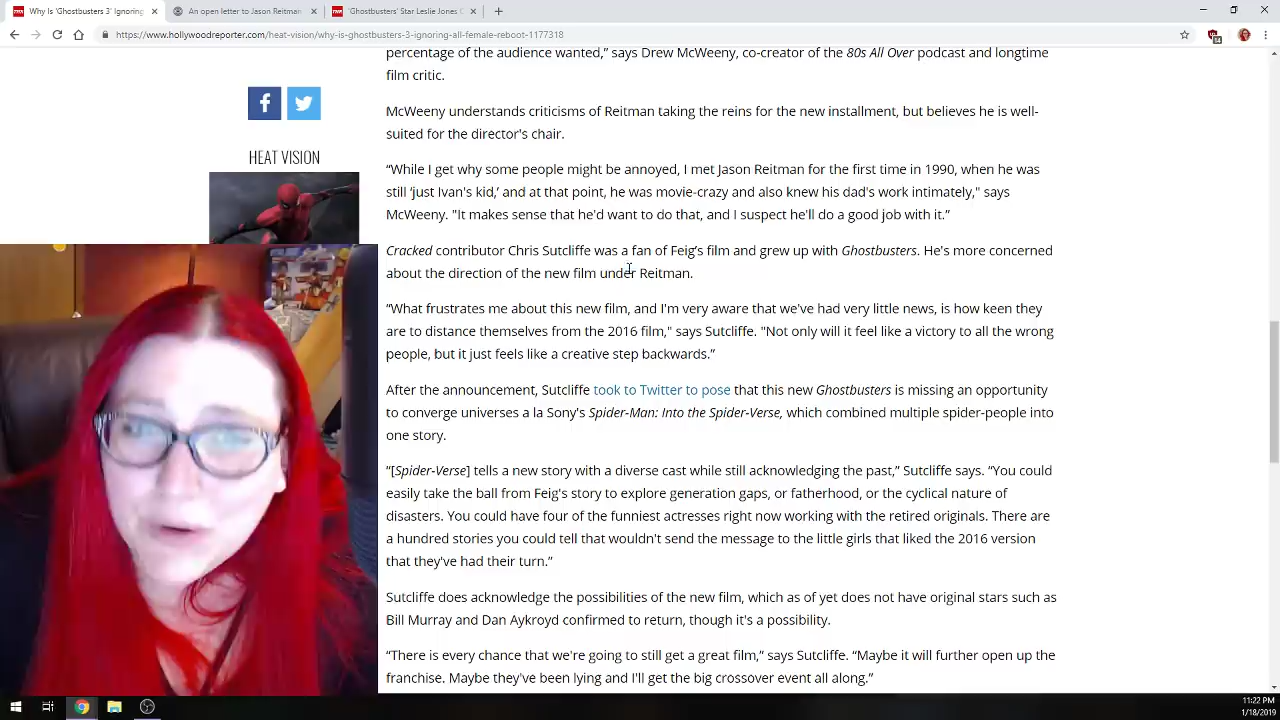 Why Is 'Ghostbusters 3' Ignoring
An open letter to Jason Reitman
'Ghostbusters' Star Leslie Jones C
https://www.hollywoodreporter.com/heat-vision/why-is-ghostbusters-3-ignoring-all-female-reboot-1177318
percentage of the audience wanted,” says Drew McWeeny, co-creator of the 80s All Over podcast and longtime
film critic.
McWeeny understands criticisms of Reitman taking the reins for the new installment, but believes he is well-
suited for the director's chair.
HEAT VISION
“While I get why some people might be annoyed, I met Jason Reitman for the first time in 1990, when he was
still ‘just Ivan's kid,’ and at that point, he was movie-crazy and also knew his dad's work intimately," says
McWeeny. "It makes sense that he'd want to do that, and I suspect he'll do a good job with it.”
Cracked contributor Chris Sutcliffe was a fan of Feig’s film and grew up with Ghostbusters. He's more concerned
about the direction of the new film under Reitman.
“What frustrates me about this new film, and I'm very aware that we've had very little news, is how keen they
are to distance themselves from the 2016 film," says Sutcliffe. "Not only will it feel like a victory to all the wrong
people, but it just feels like a creative step backwards.”
After the announcement, Sutcliffe took to Twitter to pose that this new Ghostbusters is missing an opportunity
to converge universes a la Sony's Spider-Man: Into the Spider-Verse, which combined multiple spider-people into
one story.
“[Spider-Verse] tells a new story with a diverse cast while still acknowledging the past,” Sutcliffe says. “You could
easily take the ball from Feig's story to explore generation gaps, or fatherhood, or the cyclical nature of
disasters. You could have four of the funniest actresses right now working with the retired originals. There are
a hundred stories you could tell that wouldn't send the message to the little girls that liked the 2016 version
that they've had their turn.”
Sutcliffe does acknowledge the possibilities of the new film, which as of yet does not have original stars such as
Bill Murray and Dan Aykroyd confirmed to return, though it's a possibility.
“There is every chance that we're going to still get a great film,” says Sutcliffe. “Maybe it will further open up the
franchise. Maybe they've been lying and I'll get the big crossover event all along.”
11:22 PM
1/18/2019